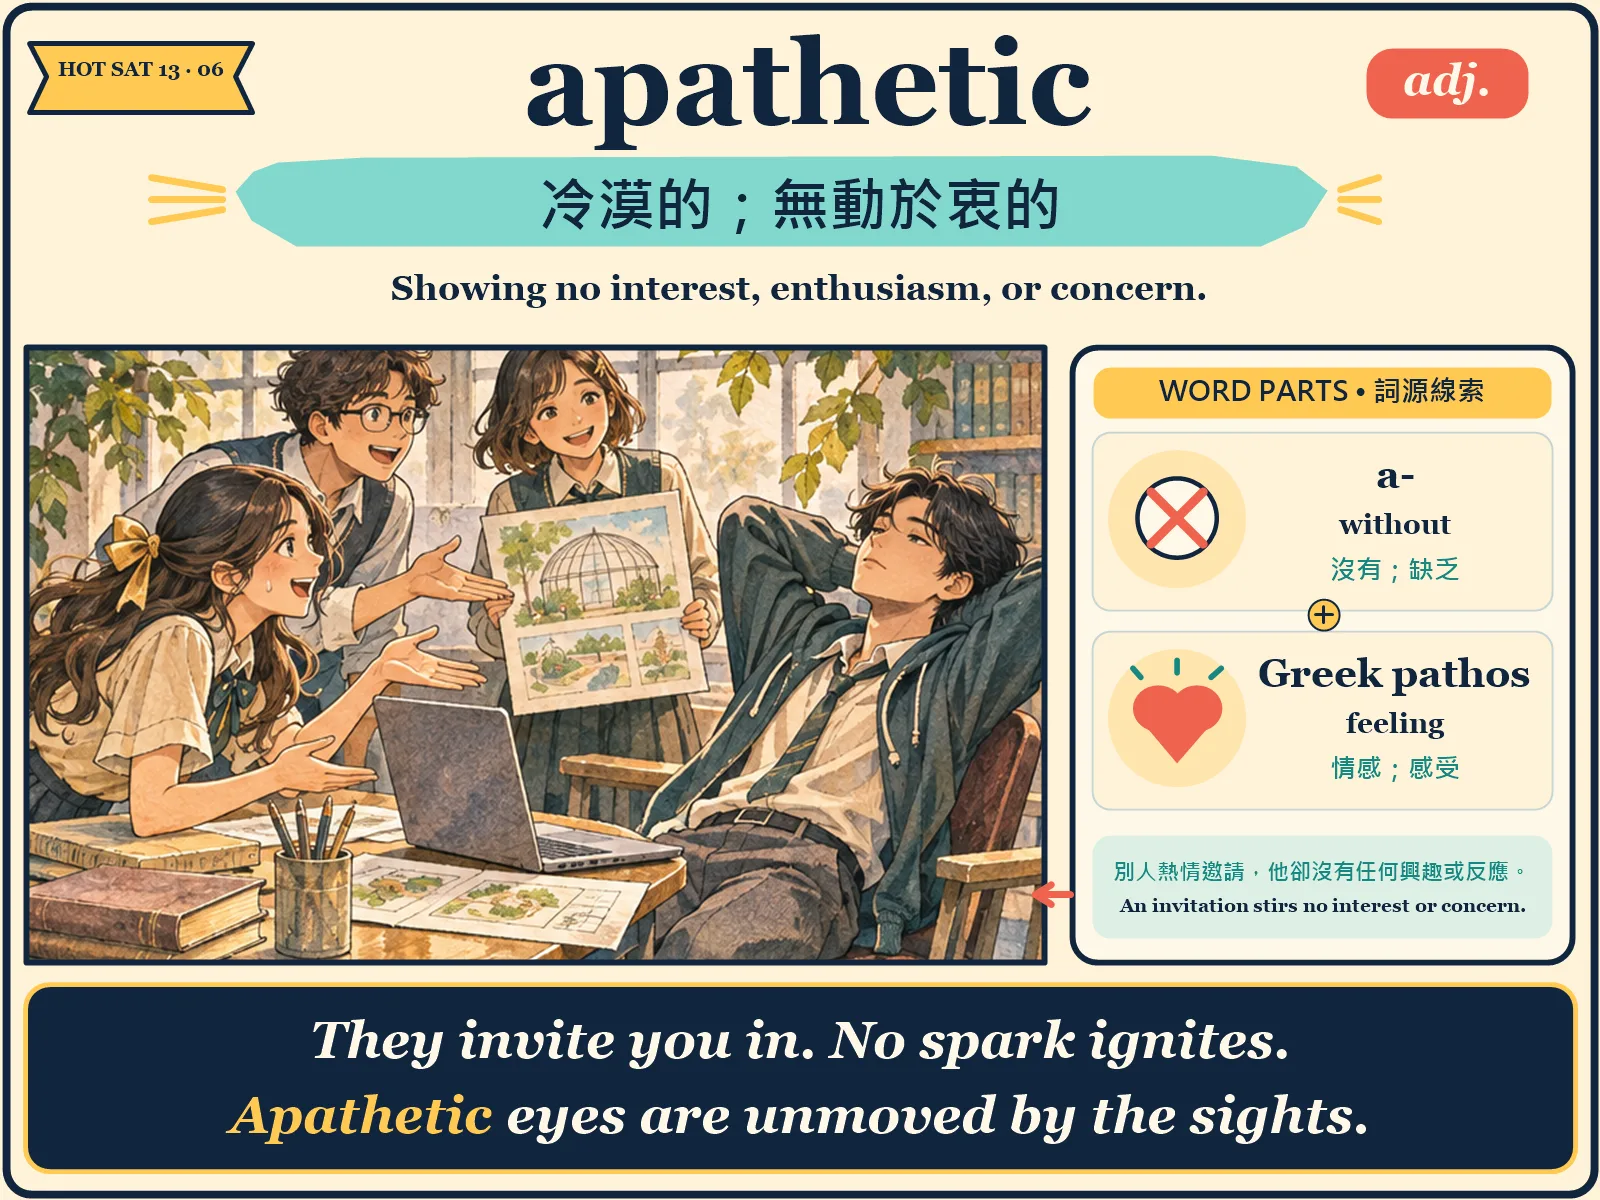 HOT SAT 13 · 06
apathetic
adj.
冷漠的；無動於衷的
Showing no interest, enthusiasm, or concern.
WORD PARTS • 詞源線索
a-
without
沒有；缺乏
Greek pathos
feeling
情感；感受
別人熱情邀請，他卻沒有任何興趣或反應。
An invitation stirs no interest or concern.
They invite you in. No spark ignites.
Apathetic eyes are unmoved by the sights.